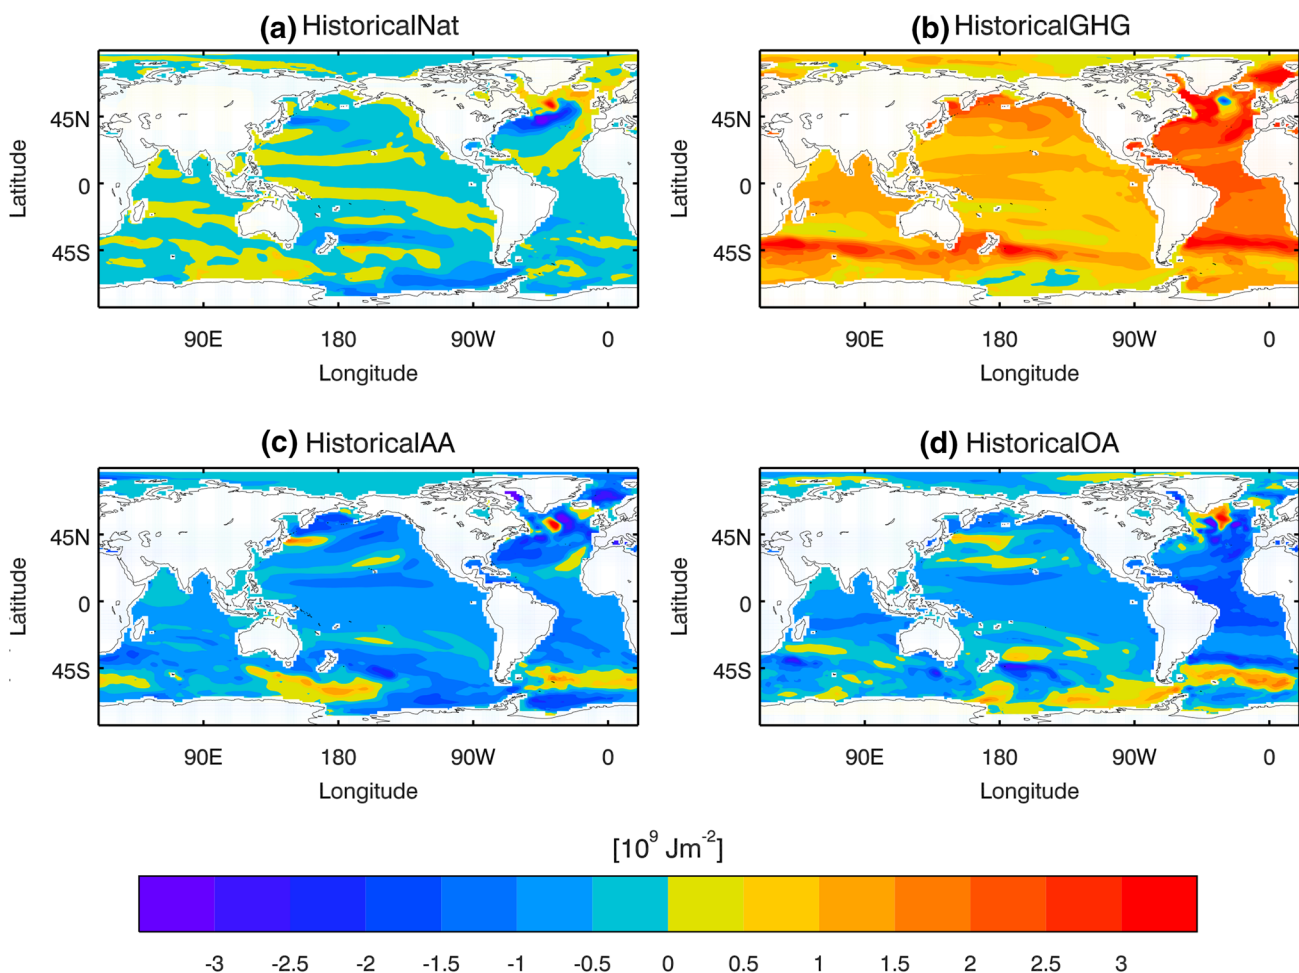 (a) HistoricalNat
(b) HistoricalGHG
Latitude
45N
0
45S
90E
180
90W
0
Longitude
Latitude
45N
0
45S
90E
180
90W
0
Longitude
(c) HistoricalAA
(d) HistoricalOA
Latitude
45N
0
45S
90E
180
90W
0
Longitude
Latitude
45N
0
45S
90E
180
90W
0
Longitude
[10⁹ Jm⁻²]
-3 -2.5 -2 -1.5 -1 -0.5 0 0.5 1 1.5 2 2.5 3